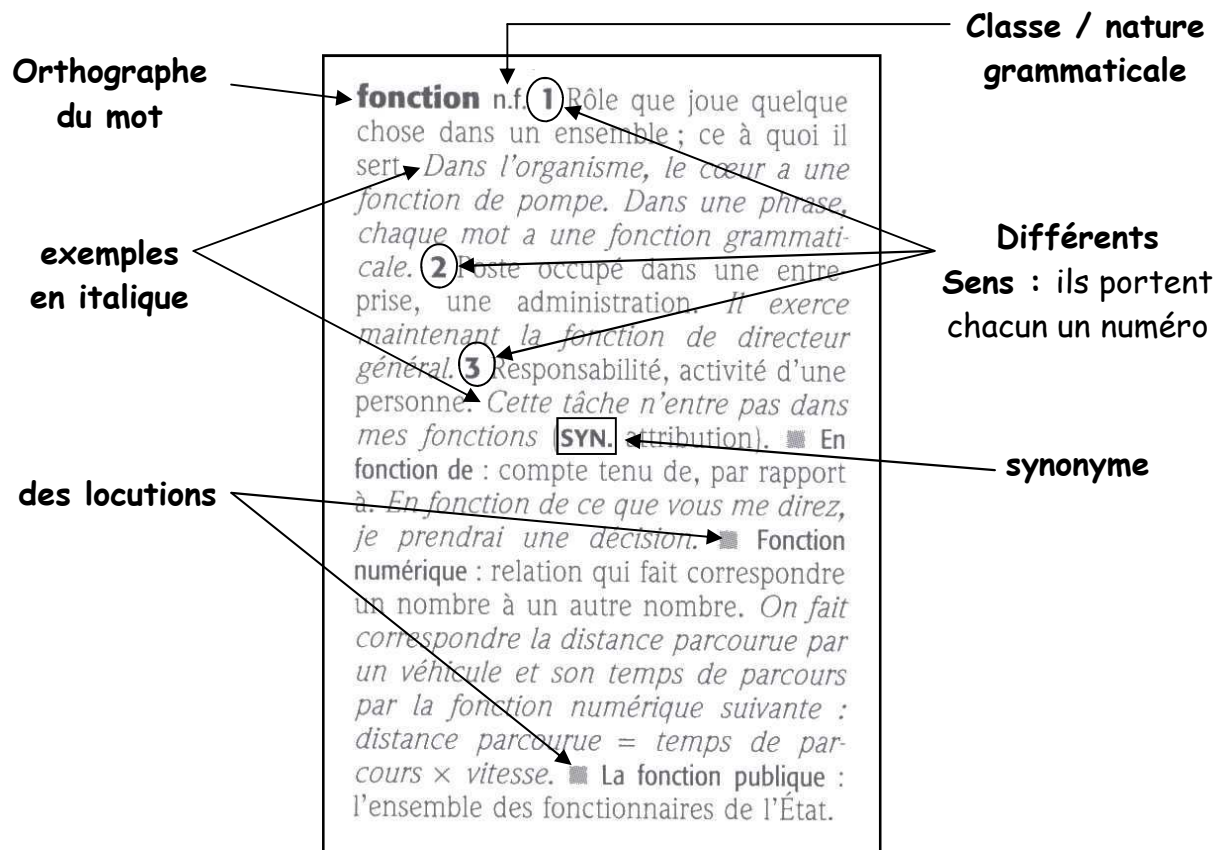 Classe / nature
grammaticale
Orthographe
du mot
fonction n.f. 1 Rôle que joue quelque
chose dans un ensemble ; ce à quoi il
sert. Dans l'organisme, le cœur a une
fonction de pompe. Dans une phrase,
chaque mot a une fonction grammati-
cale. 2 Poste occupé dans une entre-
prise, une administration. Il exerce
maintenant la fonction de directeur
général. 3 Responsabilité, activité d'une
personne. Cette tâche n'entre pas dans
mes fonctions (SYN. attribution). ■ En
fonction de : compte tenu de, par rapport
à. En fonction de ce que vous me direz,
je prendrai une décision. ■ Fonction
numérique : relation qui fait correspondre
un nombre à un autre nombre. On fait
correspondre la distance parcourue par
un véhicule et son temps de parcours
par la fonction numérique suivante :
distance parcourue = temps de par-
cours × vitesse. ■ La fonction publique :
l'ensemble des fonctionnaires de l'État.
exemples
en italique
des locutions
Différents
Sens : ils portent
chacun un numéro
synonyme